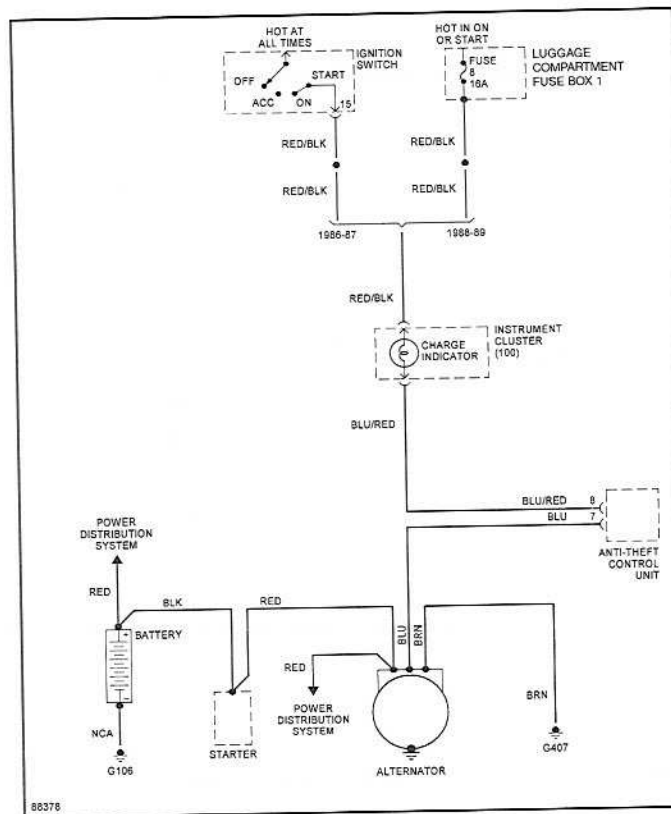 HOT AT
ALL TIMES
IGNITION
SWITCH
OFF
START
ACC
ON
15
HOT IN ON
OR START
FUSE
8
16A
LUGGAGE
COMPARTMENT
FUSE BOX 1
RED/BLK
RED/BLK
RED/BLK
RED/BLK
1986-87
1988-89
RED/BLK
CHARGE
INDICATOR
INSTRUMENT
CLUSTER
(100)
BLU/RED
BLU/RED 8
BLU 7
ANTI-THEFT
CONTROL
UNIT
POWER
DISTRIBUTION
SYSTEM
RED
BLK
RED
BLU
BRN
+
BATTERY
-
RED
BRN
POWER
DISTRIBUTION
SYSTEM
NCA
STARTER
G106
ALTERNATOR
G407
88378